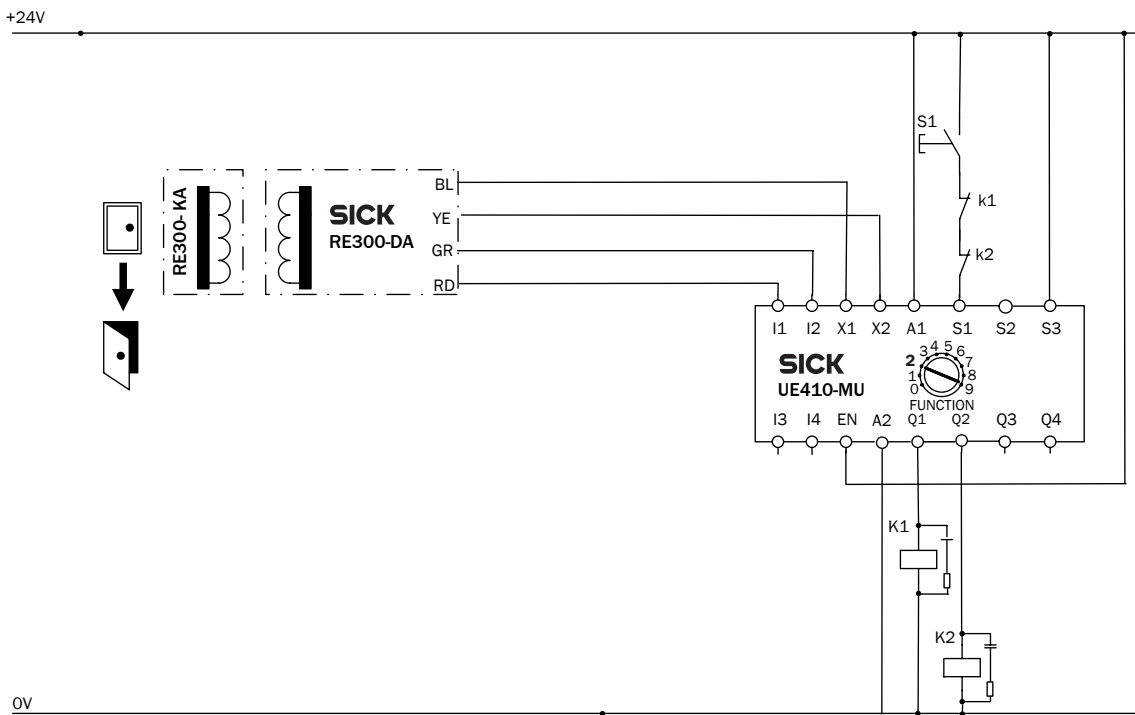 +24V
S1
k1
k2
RE300- KA
SICK
RE300-DA
BL
YE
GR
RD
I1 I2 X1 X2 A1 S1 S2 S3
SICK
UE410-MU
0 1 2 3 4 5 6 7 8 9
FUNCTION
I3 I4 EN A2 Q1 Q2 Q3 Q4
K1
K2
0V